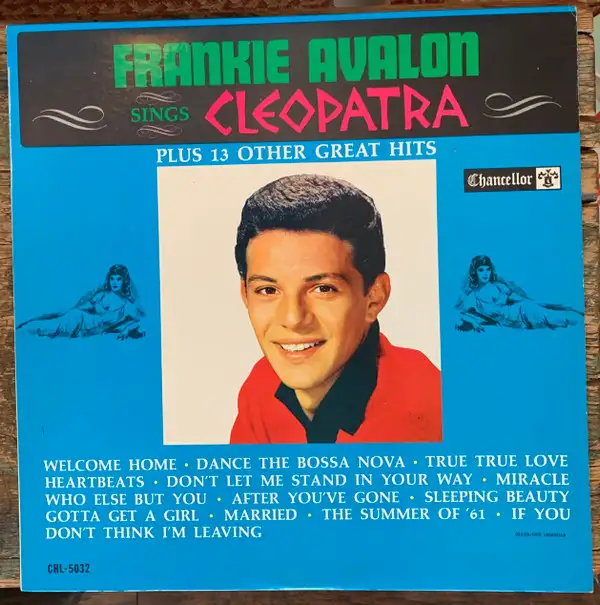 FRANKIE AVALON
SINGS CLEOPATRA
PLUS 13 OTHER GREAT HITS
Chancellor
WELCOME HOME · DANCE THE BOSSA NOVA · TRUE TRUE LOVE
HEARTBEATS · DON'T LET ME STAND IN YOUR WAY · MIRACLE
WHO ELSE BUT YOU · AFTER YOU'VE GONE · SLEEPING BEAUTY
GOTTA GET A GIRL · MARRIED · THE SUMMER OF '61 · IF YOU
DON'T THINK I'M LEAVING
CHL-5032